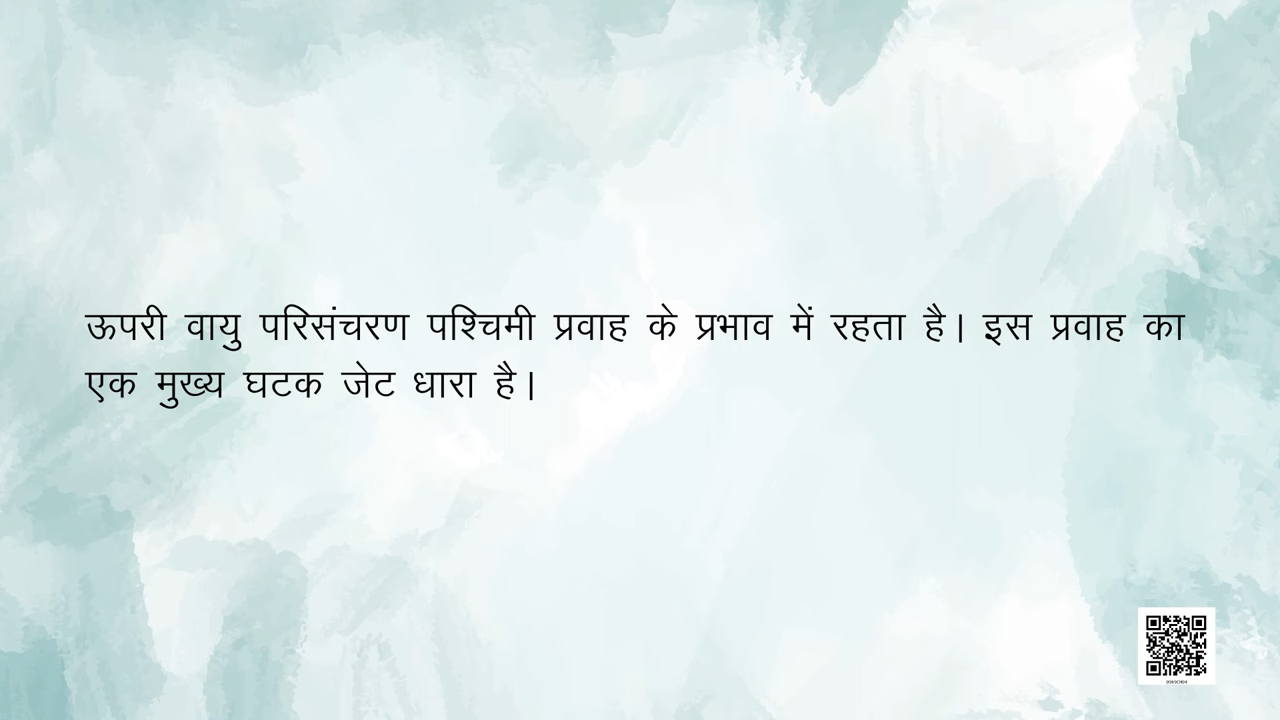 ऊपरी वायु परिसंचरण पश्चिमी प्रवाह के प्रभाव में रहता है। इस प्रवाह का
एक मुख्य घटक जेट धारा है।